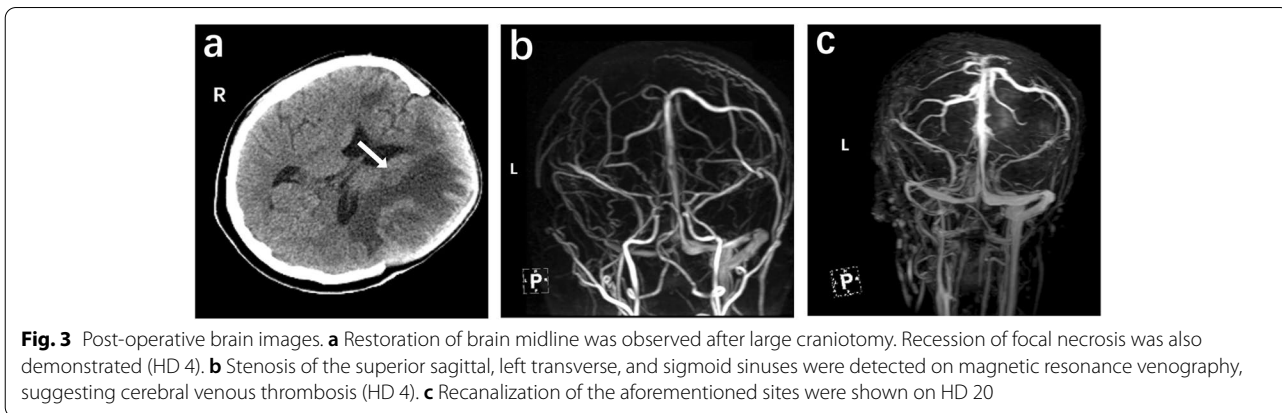 a
R
b
L
P
c
L
P
Fig. 3 Post-operative brain images. a Restoration of brain midline was observed after large craniotomy. Recession of focal necrosis was also
demonstrated (HD 4). b Stenosis of the superior sagittal, left transverse, and sigmoid sinuses were detected on magnetic resonance venography,
suggesting cerebral venous thrombosis (HD 4). c Recanalization of the aforementioned sites were shown on HD 20